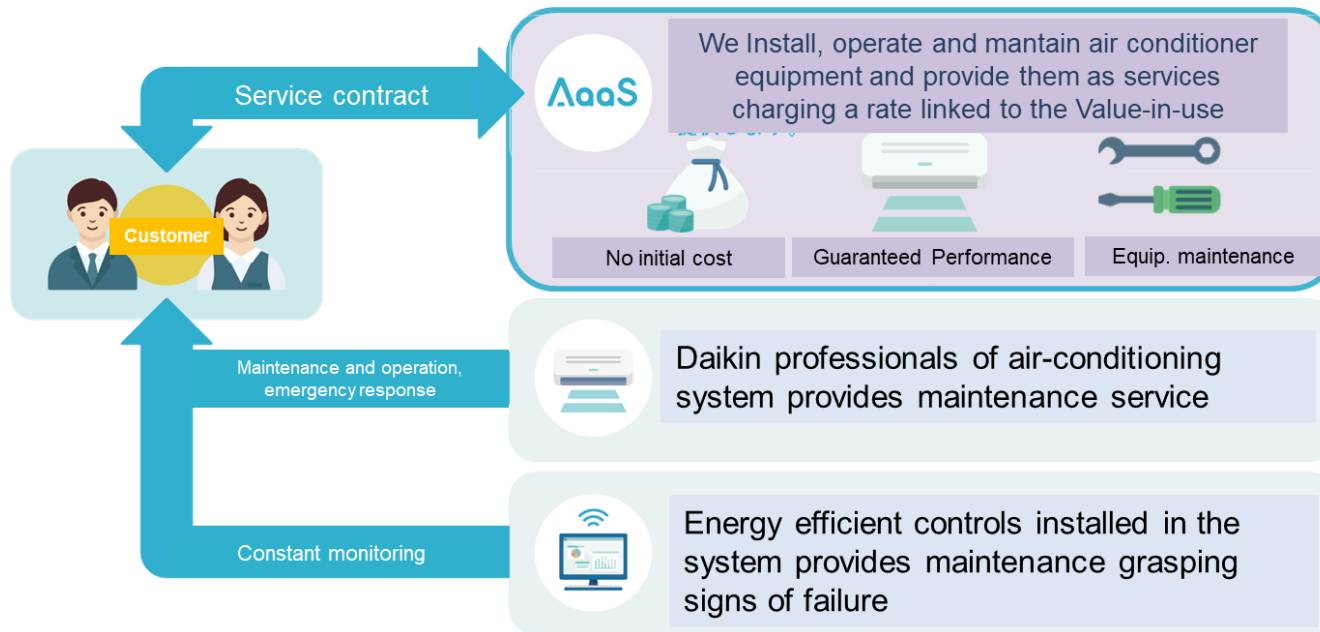 We Install, operate and mantain air conditioner
equipment and provide them as services
charging a rate linked to the Value-in-use
AaaS
Service contract
Customer
No initial cost
Guaranteed Performance
Equip. maintenance
Maintenance and operation,
emergency response
Daikin professionals of air-conditioning
system provides maintenance service
Constant monitoring
Energy efficient controls installed in the
system provides maintenance grasping
signs of failure